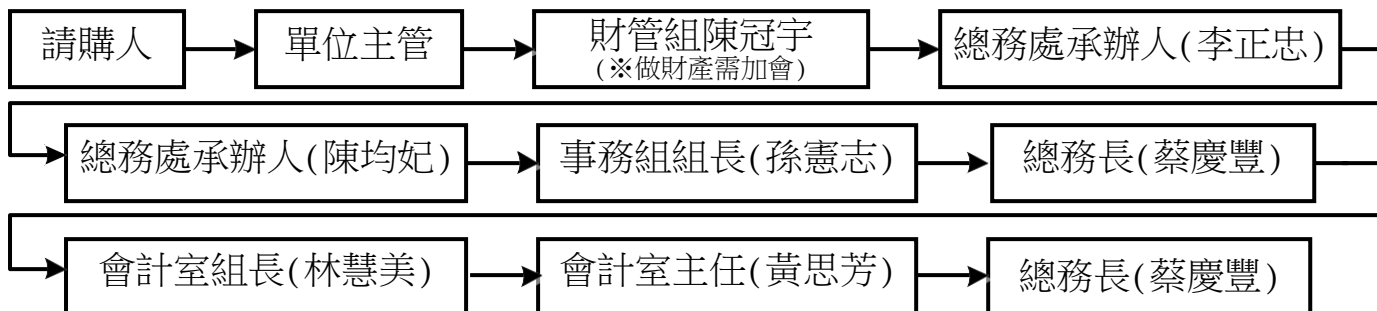 請購人
單位主管
財管組陳冠宇
(※做財產需加會)
總務處承辦人(李正忠)
總務處承辦人(陳均妃)
事務組組長(孫憲志)
總務長(蔡慶豐)
會計室組長(林慧美)
會計室主任(黃思芳)
總務長(蔡慶豐)